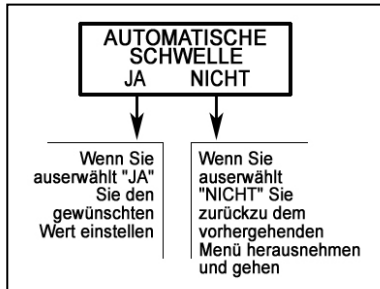 AUTOMATISCHE
SCHWELLE
JA NICHT
Wenn Sie
auserwählt "JA"
Sie den
gewünschten
Wert einstellen
Wenn Sie
auserwählt
"NICHT" Sie
zurückzu dem
vorhergehenden
Menü herausnehmen
und gehen